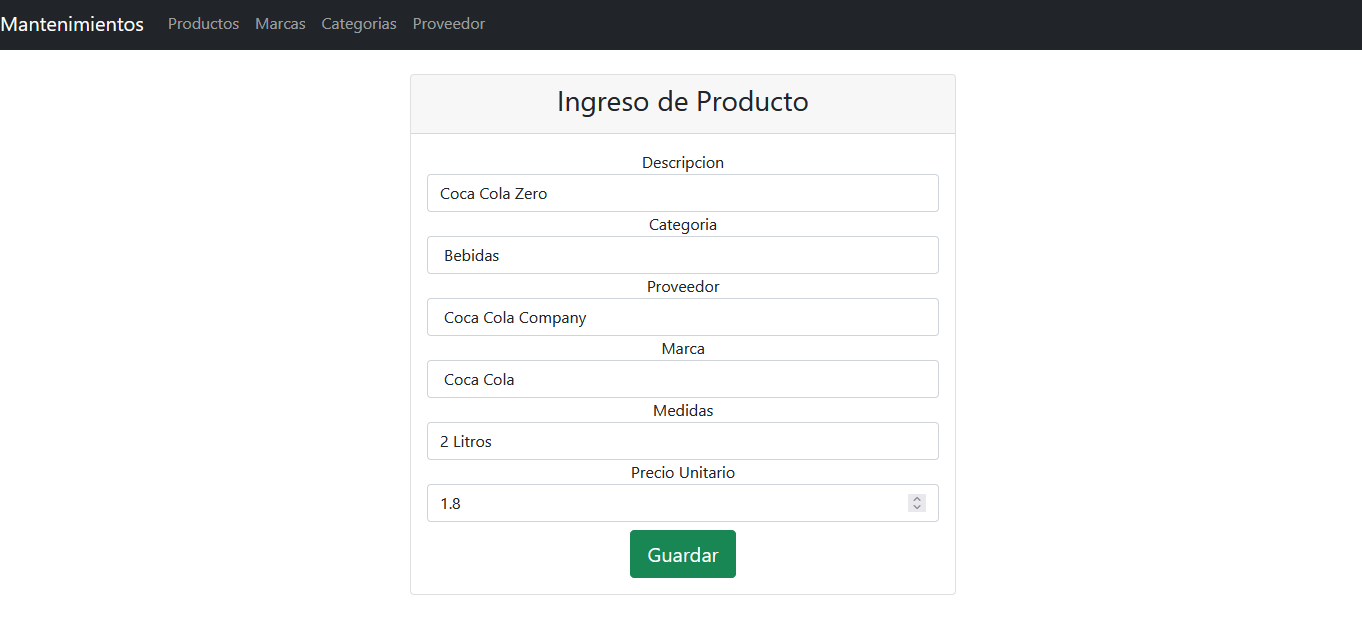 Mantenimientos Productos Marcas Categorias Proveedor
Ingreso de Producto
Descripcion
Coca Cola Zero
Categoria
Bebidas
Proveedor
Coca Cola Company
Marca
Coca Cola
Medidas
2 Litros
Precio Unitario
1.8
Guardar